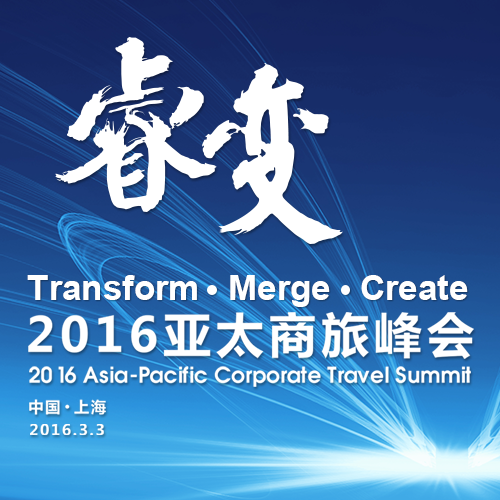 睿变
Transform • Merge • Create
2016亚太商旅峰会
2016 Asia-Pacific Corporate Travel Summit
中国·上海
2016.3.3